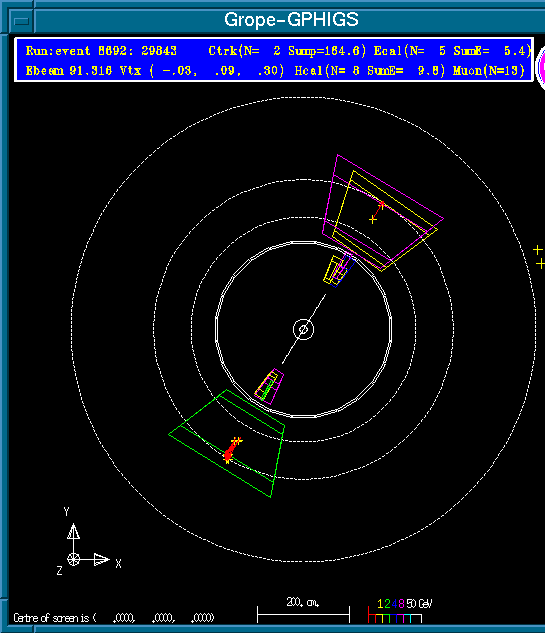 Grope-GPHIGS
Run:event 8692: 29843 Ctrk(N= 2 Sump=184.6) Ecal(N= 5 SumE= 5.4)
Ebeam 91.316 Vtx ( -.03, .09, .30) Hcal(N= 8 SumE= 9.8) Muon(N=13)
Y
X
Z
200. cm.
1 2 4 8 50 GeV
Centre of screen is ( .0000, .0000, .0000)